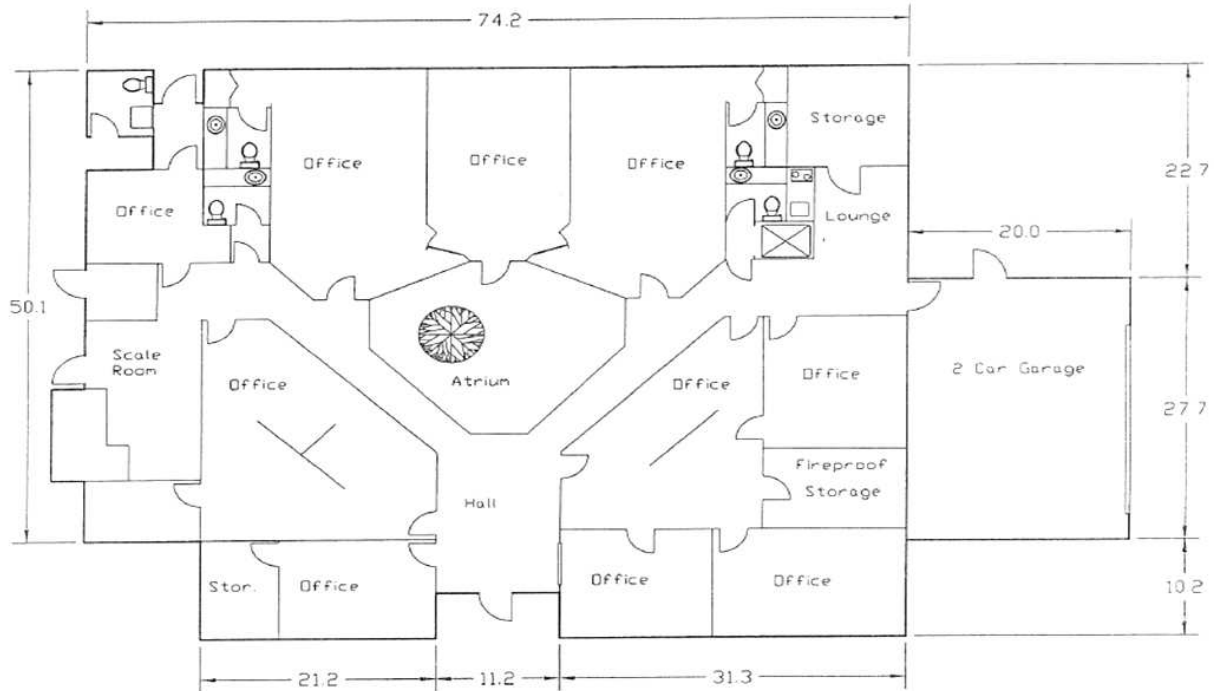 74.2
Storage
Office
Office
Office
22.7
Office
Lounge
20.0
50.1
Scale
Room
Office
Atrium
Office
Office
2 Car Garage
27.7
Fireproof
Storage
Hall
Stor.
Office
Office
Office
10.2
21.2
11.2
31.3